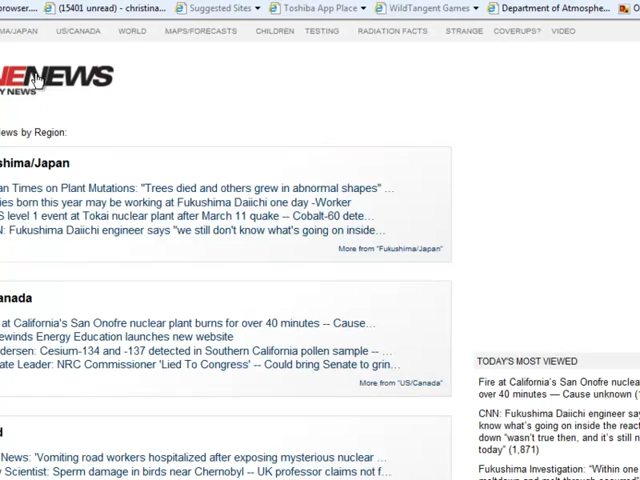 prowser.... (15401 unread) - christina... Suggested Sites Toshiba App Place WildTangent Games Department of Atmosphe...
MA/JAPAN US/CANADA WORLD MAPS/FORECASTS CHILDREN TESTING RADIATION FACTS STRANGE COVERUPS? VIDEO
NENEWS
Y NEWS
News by Region:
shima/Japan
an Times on Plant Mutations: "Trees died and others grew in abnormal shapes" …
ies born this year may be working at Fukushima Daiichi one day -Worker
S level 1 event at Tokai nuclear plant after March 11 quake -- Cobalt-60 dete…
N: Fukushima Daiichi engineer says "we still don't know what's going on inside…
More from "Fukushima/Japan"
anada
at California's San Onofre nuclear plant burns for over 40 minutes -- Cause…
ewinds Energy Education launches new website
dersen: Cesium-134 and -137 detected in Southern California pollen sample -- …
ate Leader: NRC Commissioner 'Lied To Congress' -- Could bring Senate to grin…
More from "US/Canada"
d
News: 'Vomiting road workers hospitalized after exposing mysterious nuclear …
v Scientist: Sperm damage in birds near Chernobyl -- UK professor claims not f…
TODAY'S MOST VIEWED
Fire at California's San Onofre nuclea
over 40 minutes — Cause unknown (
CNN: Fukushima Daiichi engineer say
know what's going on inside the reac
down "wasn't true then, and it's still n
today" (1,871)
Fukushima Investigation: "Within one